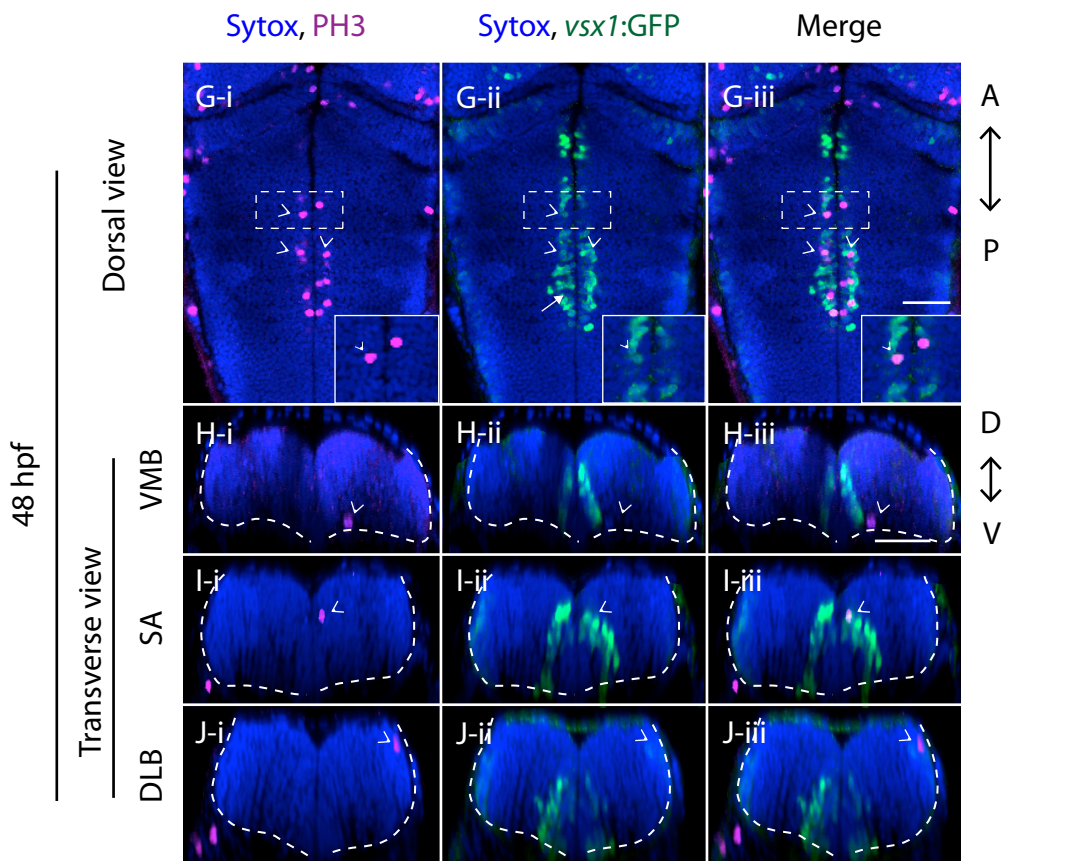 Sytox, PH3
Sytox, vsx1:GFP
Merge
G-i
G-ii
G-iii
A
P
Dorsal view
H-i
H-ii
H-iii
D
V
VMB
48 hpf
Transverse view
I-i
I-ii
I-iii
SA
J-i
J-ii
J-iii
DLB